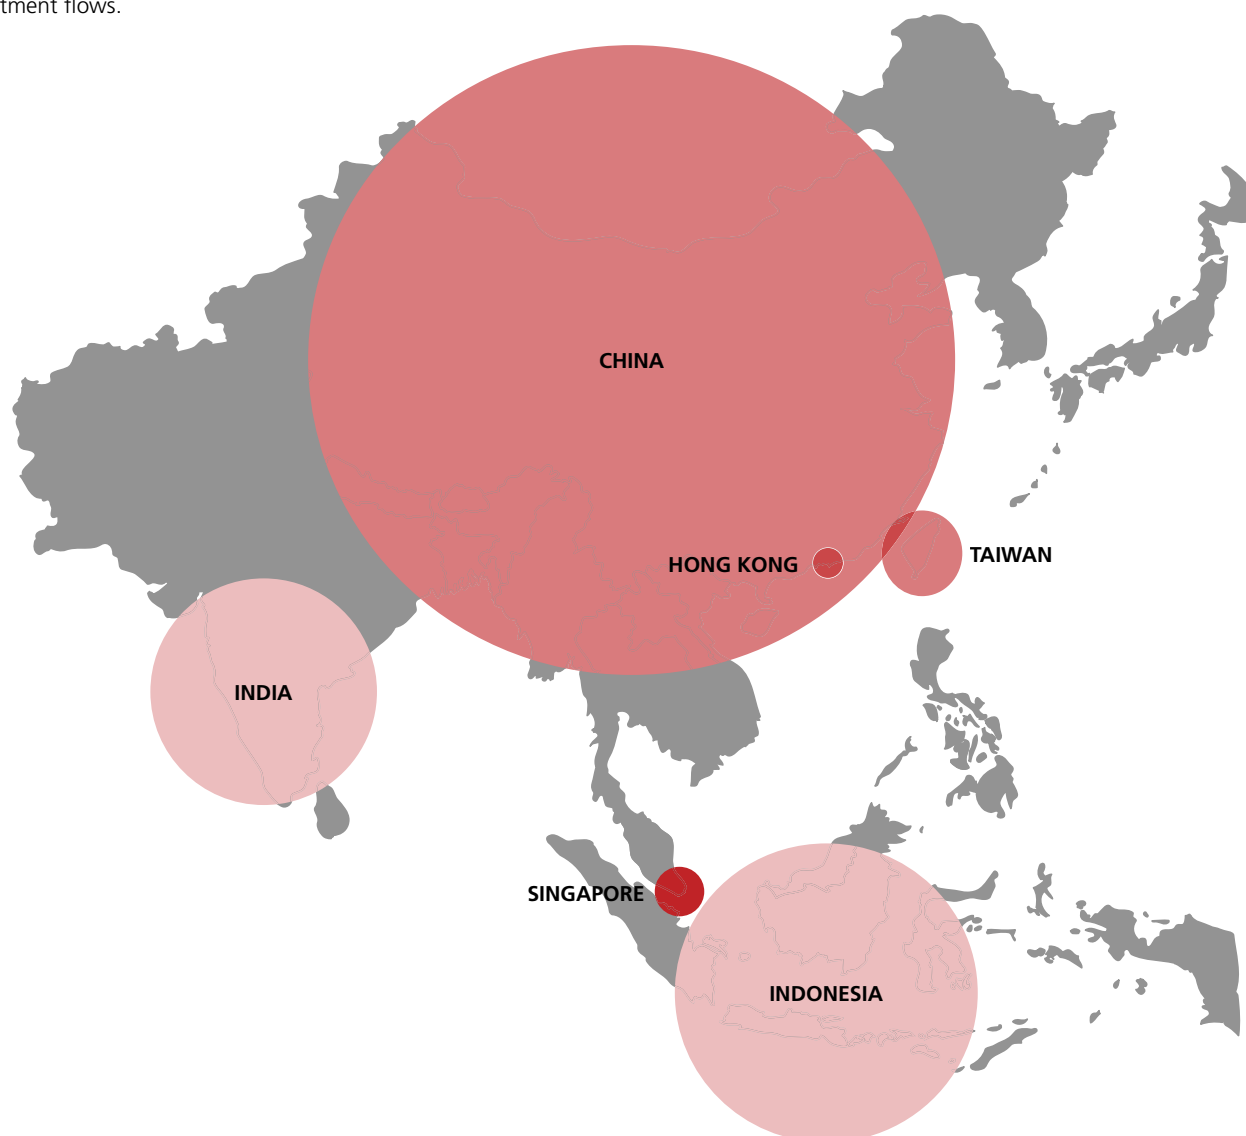 tment flows.
CHINA
HONG KONG
TAIWAN
INDIA
SINGAPORE
INDONESIA